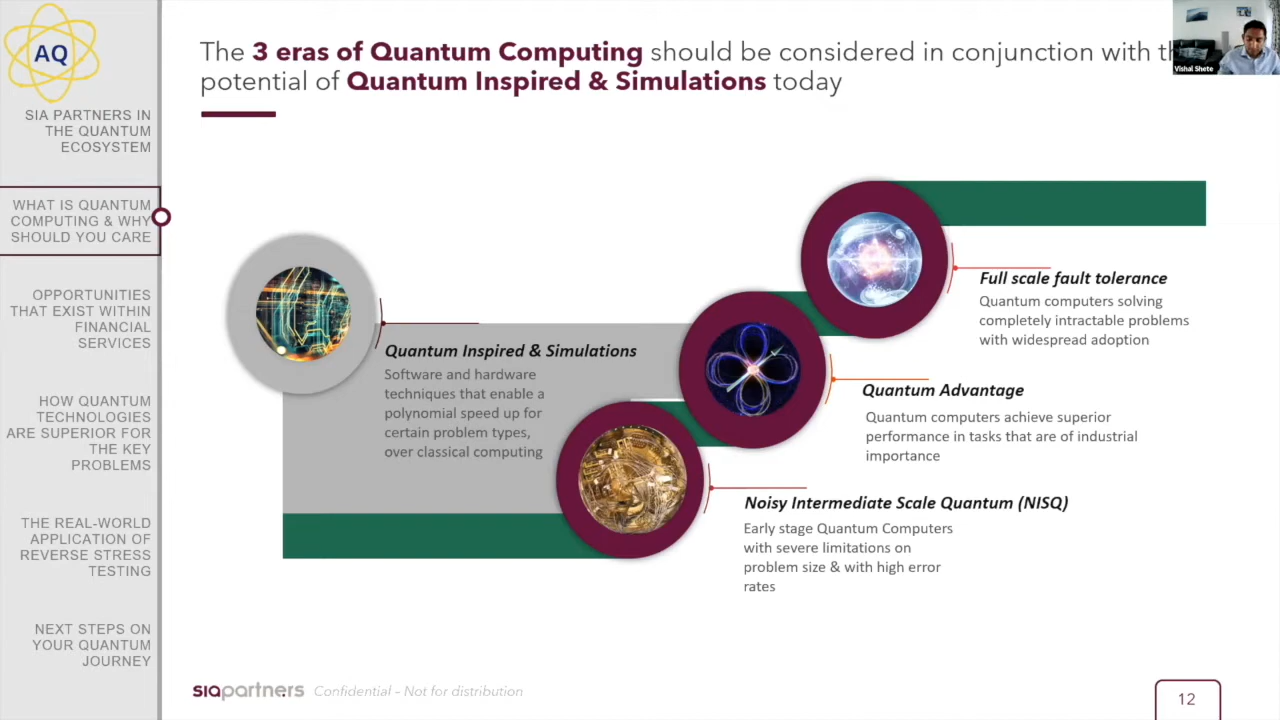 AQ
SIA PARTNERS IN
THE QUANTUM
ECOSYSTEM
WHAT IS QUANTUM
COMPUTING & WHY
SHOULD YOU CARE
OPPORTUNITIES
THAT EXIST WITHIN
FINANCIAL
SERVICES
HOW QUANTUM
TECHNOLOGIES
ARE SUPERIOR FOR
THE KEY
PROBLEMS
THE REAL-WORLD
APPLICATION OF
REVERSE STRESS
TESTING
NEXT STEPS ON
YOUR QUANTUM
JOURNEY
The 3 eras of Quantum Computing should be considered in conjunction with
potential of Quantum Inspired & Simulations today
Vishal Shete
Quantum Inspired & Simulations
Software and hardware
techniques that enable a
polynomial speed up for
certain problem types,
over classical computing
Full scale fault tolerance
Quantum computers solving
completely intractable problems
with widespread adoption
Quantum Advantage
Quantum computers achieve superior
performance in tasks that are of industrial
importance
Noisy Intermediate Scale Quantum (NISQ)
Early stage Quantum Computers
with severe limitations on
problem size & with high error
rates
siapartners Confidential – Not for distribution
12